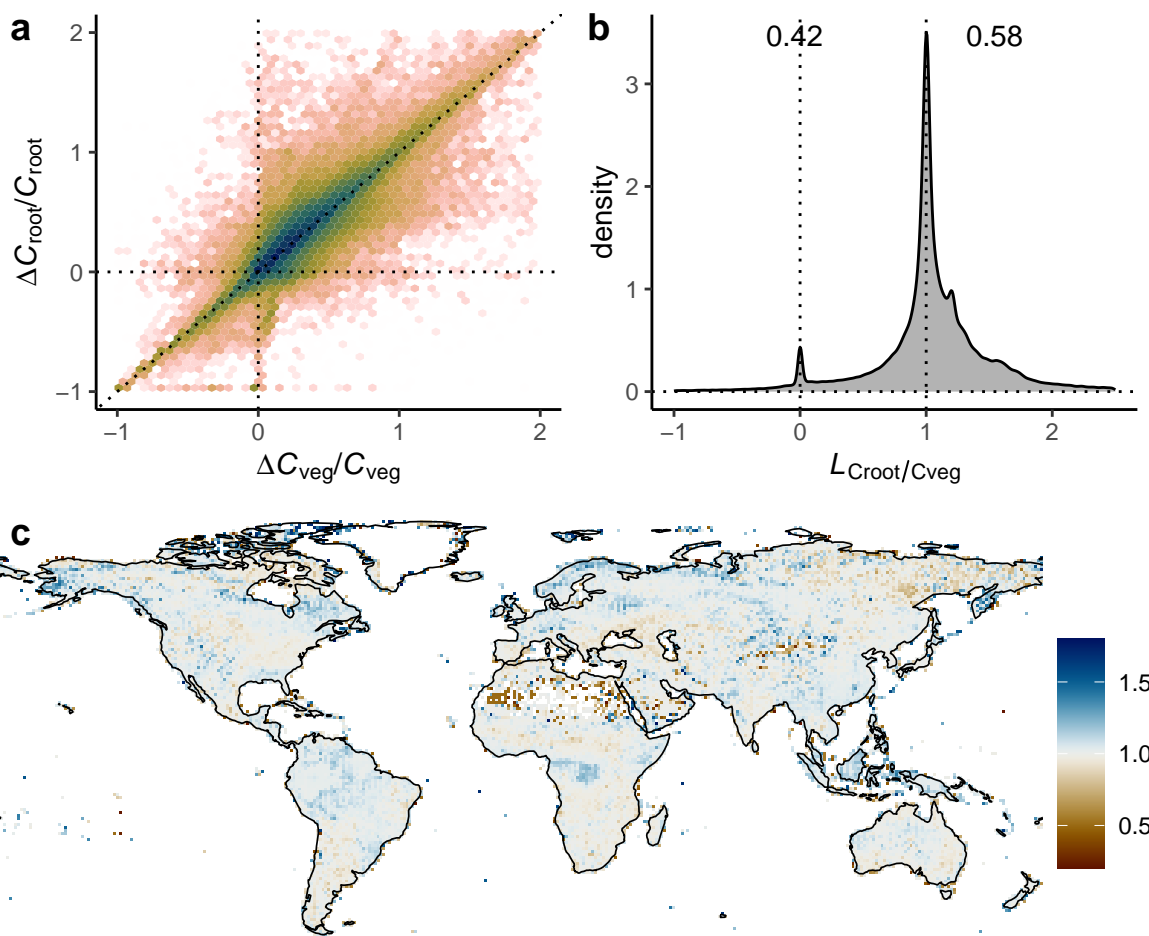 a
2
1
0
−1
ΔCroot/Croot
−1 0 1 2
ΔCveg/Cveg
b
0.42 0.58
3
2
1
0
density
−1 0 1 2
LCroot/Cveg
c
1.5
1.0
0.5